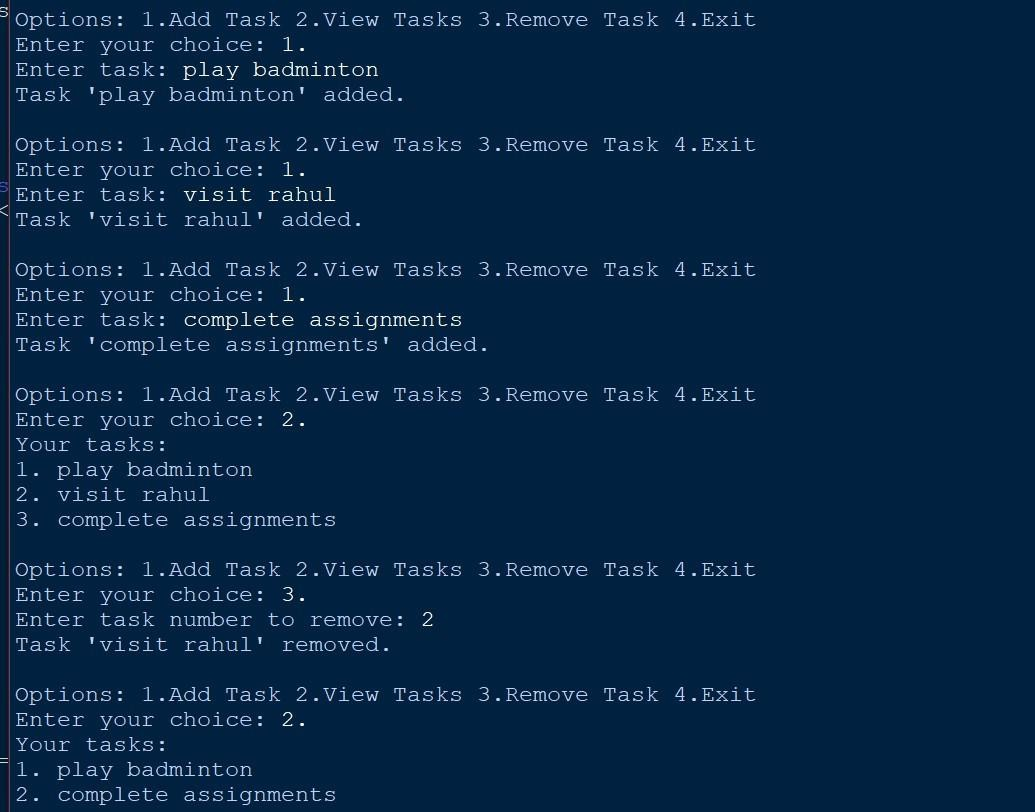 Options: 1.Add Task 2.View Tasks 3.Remove Task 4.Exit
Enter your choice: 1.
Enter task: play badminton
Task 'play badminton' added.
Options: 1.Add Task 2.View Tasks 3.Remove Task 4.Exit
Enter your choice: 1.
Enter task: visit rahul
Task 'visit rahul' added.
Options: 1.Add Task 2.View Tasks 3.Remove Task 4.Exit
Enter your choice: 1.
Enter task: complete assignments
Task 'complete assignments' added.
Options: 1.Add Task 2.View Tasks 3.Remove Task 4.Exit
Enter your choice: 2.
Your tasks:
1. play badminton
2. visit rahul
3. complete assignments
Options: 1.Add Task 2.View Tasks 3.Remove Task 4.Exit
Enter your choice: 3.
Enter task number to remove: 2
Task 'visit rahul' removed.
Options: 1.Add Task 2.View Tasks 3.Remove Task 4.Exit
Enter your choice: 2.
Your tasks:
1. play badminton
2. complete assignments